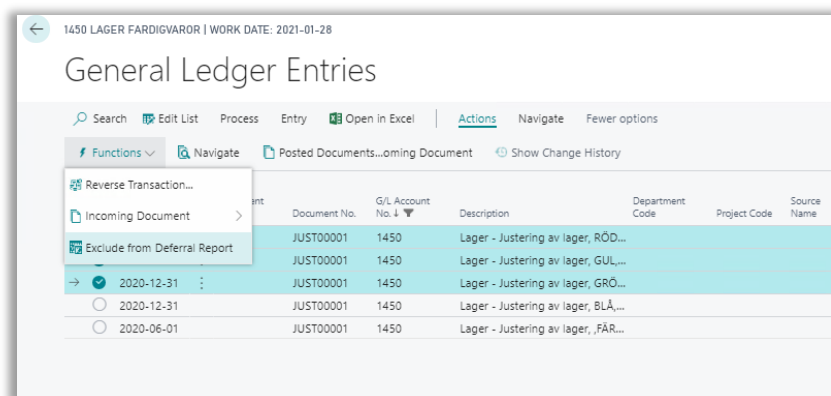 1450 LAGER FARDIGVAROR | WORK DATE: 2021-01-28
General Ledger Entries
Search Edit List Process Entry Open in Excel Actions Navigate Fewer options
Functions Navigate Posted Documents...oming Document Show Change History
Reverse Transaction...
Incoming Document
Exclude from Deferral Report
ent Document No. G/L Account No.↓ Description Department Code Project Code Source Name
JUST00001 1450 Lager - Justering av lager, RÖD...
JUST00001 1450 Lager - Justering av lager, GUL,...
2020-12-31 JUST00001 1450 Lager - Justering av lager, GRÖ...
2020-12-31 JUST00001 1450 Lager - Justering av lager, BLÅ,...
2020-06-01 JUST00001 1450 Lager - Justering av lager, ,FÄR...